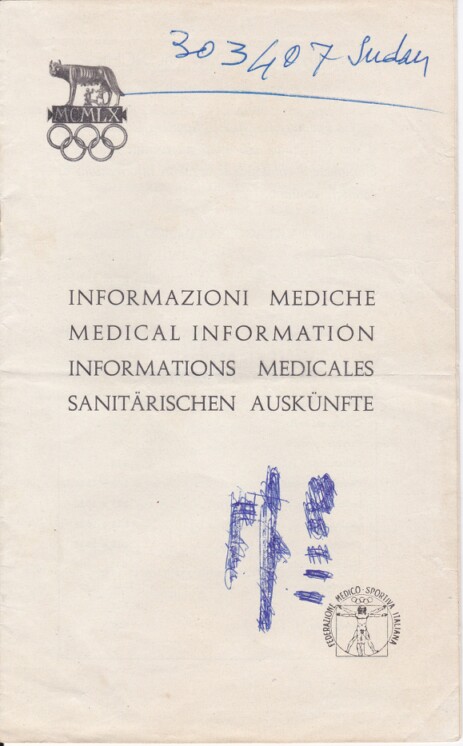 303407 Sudan
MCMLX
INFORMAZIONI MEDICHE
MEDICAL INFORMATION
INFORMATIONS MEDICALES
SANITÄRISCHEN AUSKÜNFTE
FEDERAZIONE MEDICO·SPORTIVA ITALIANA